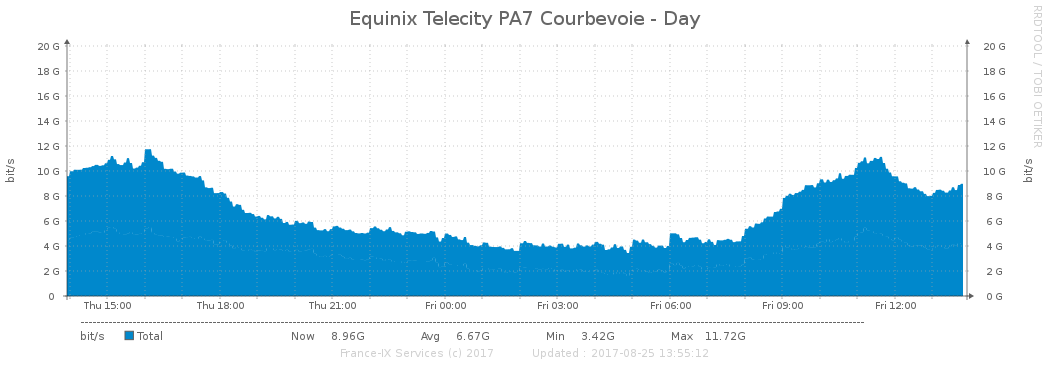 Equinix Telecity PA7 Courbevoie - Day
RRDTOOL / TOBI OETIKER
20 G 20 G
18 G 18 G
16 G 16 G
14 G 14 G
12 G 12 G
10 G 10 G
8 G 8 G
6 G 6 G
4 G 4 G
2 G 2 G
0 0 G
bit/s bit/s
Thu 15:00 Thu 18:00 Thu 21:00 Fri 00:00 Fri 03:00 Fri 06:00 Fri 09:00 Fri 12:00
bit/s Total Now 8.96G Avg 6.67G Min 3.42G Max 11.72G
France-IX Services (c) 2017 Updated : 2017-08-25 13:55:12